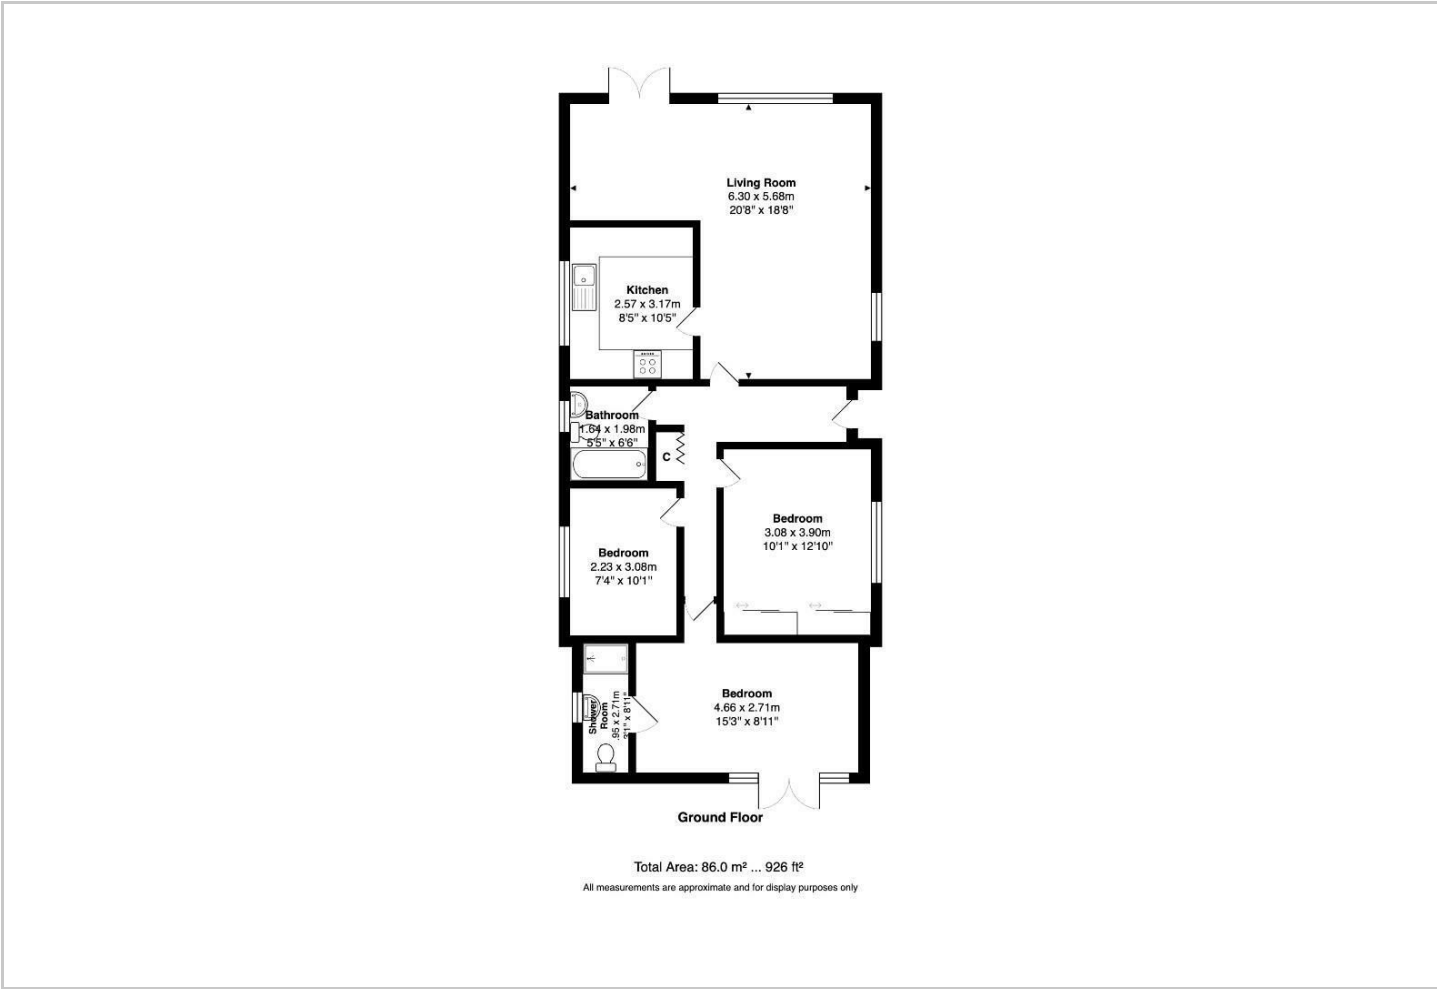 Living Room
6.30 x 5.68m
20'8" x 18'8"
Kitchen
2.57 x 3.17m
8'5" x 10'5"
Bathroom
1.64 x 1.98m
5'5" x 6'6"
C
Bedroom
3.08 x 3.90m
10'1" x 12'10"
Bedroom
2.23 x 3.08m
7'4" x 10'1"
Bedroom
4.66 x 2.71m
15'3" x 8'11"
Shower
Room
.95 x 2.71m
3'1" x 8'11"
Ground Floor
Total Area: 86.0 m² ... 926 ft²
All measurements are approximate and for display purposes only